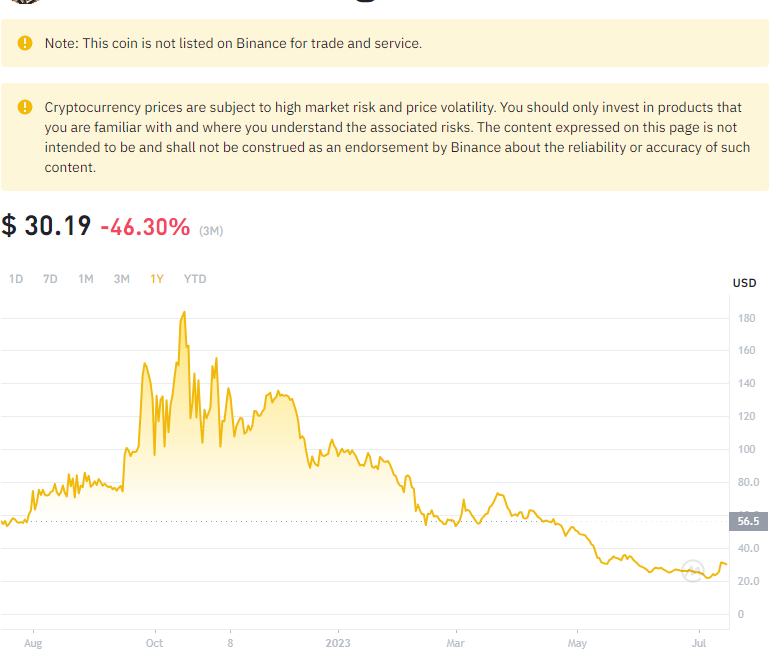 Note: This coin is not listed on Binance for trade and service.
Cryptocurrency prices are subject to high market risk and price volatility. You should only invest in products that
you are familiar with and where you understand the associated risks. The content expressed on this page is not
intended to be and shall not be construed as an endorsement by Binance about the reliability or accuracy of such
content.
$ 30.19 -46.30% (3M)
1D 7D 1M 3M 1Y YTD
USD
180
160
140
120
100
80.0
56.5
40.0
20.0
0
Aug Oct 8 2023 Mar May Jul